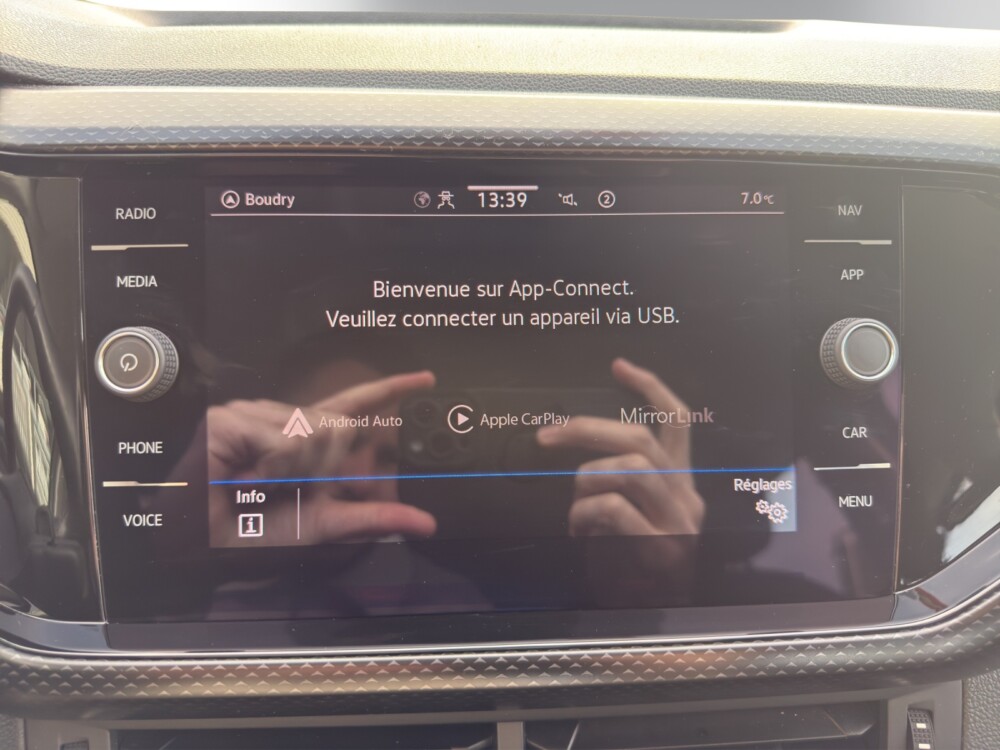 RADIO
MEDIA
PHONE
VOICE
Boudry
13:39
2
7.0°C
Bienvenue sur App-Connect.
Veuillez connecter un appareil via USB.
Android Auto
Apple CarPlay
MirrorLink
Info
i
Réglages
NAV
APP
CAR
MENU